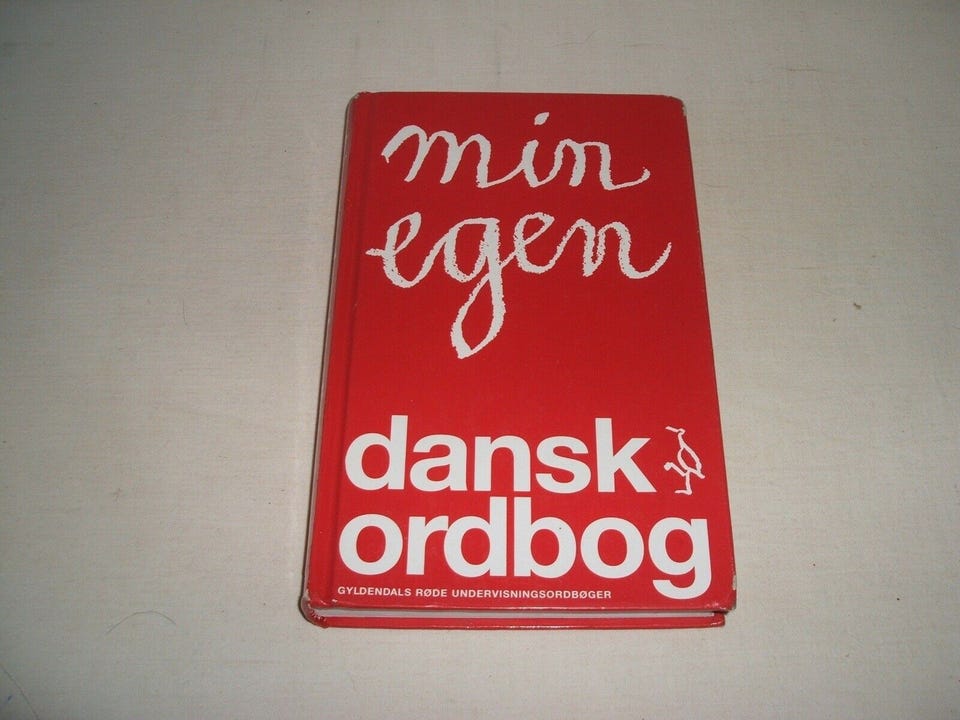 min
egen
dansk
ordbog
GYLDENDALS RØDE UNDERVISNINGSORDBØGER